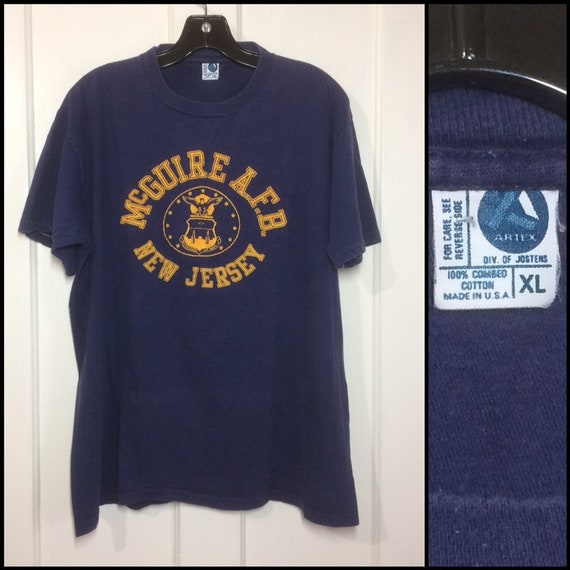 McGUIRE A.F.B.
NEW JERSEY
FOR CARE, SEE
REVERSE SIDE
ARTEX
DIV. OF JOSTENS
100% COMBED
COTTON
MADE IN U.S.A.
XL